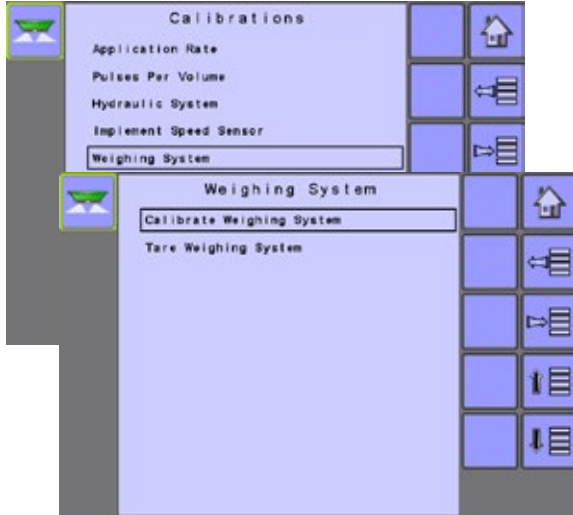 Calibrations
Application Rate
Pulses Per Volume
Hydraulic System
Implement Speed Sensor
Weighing System
Weighing System
Calibrate Weighing System
Tare Weighing System